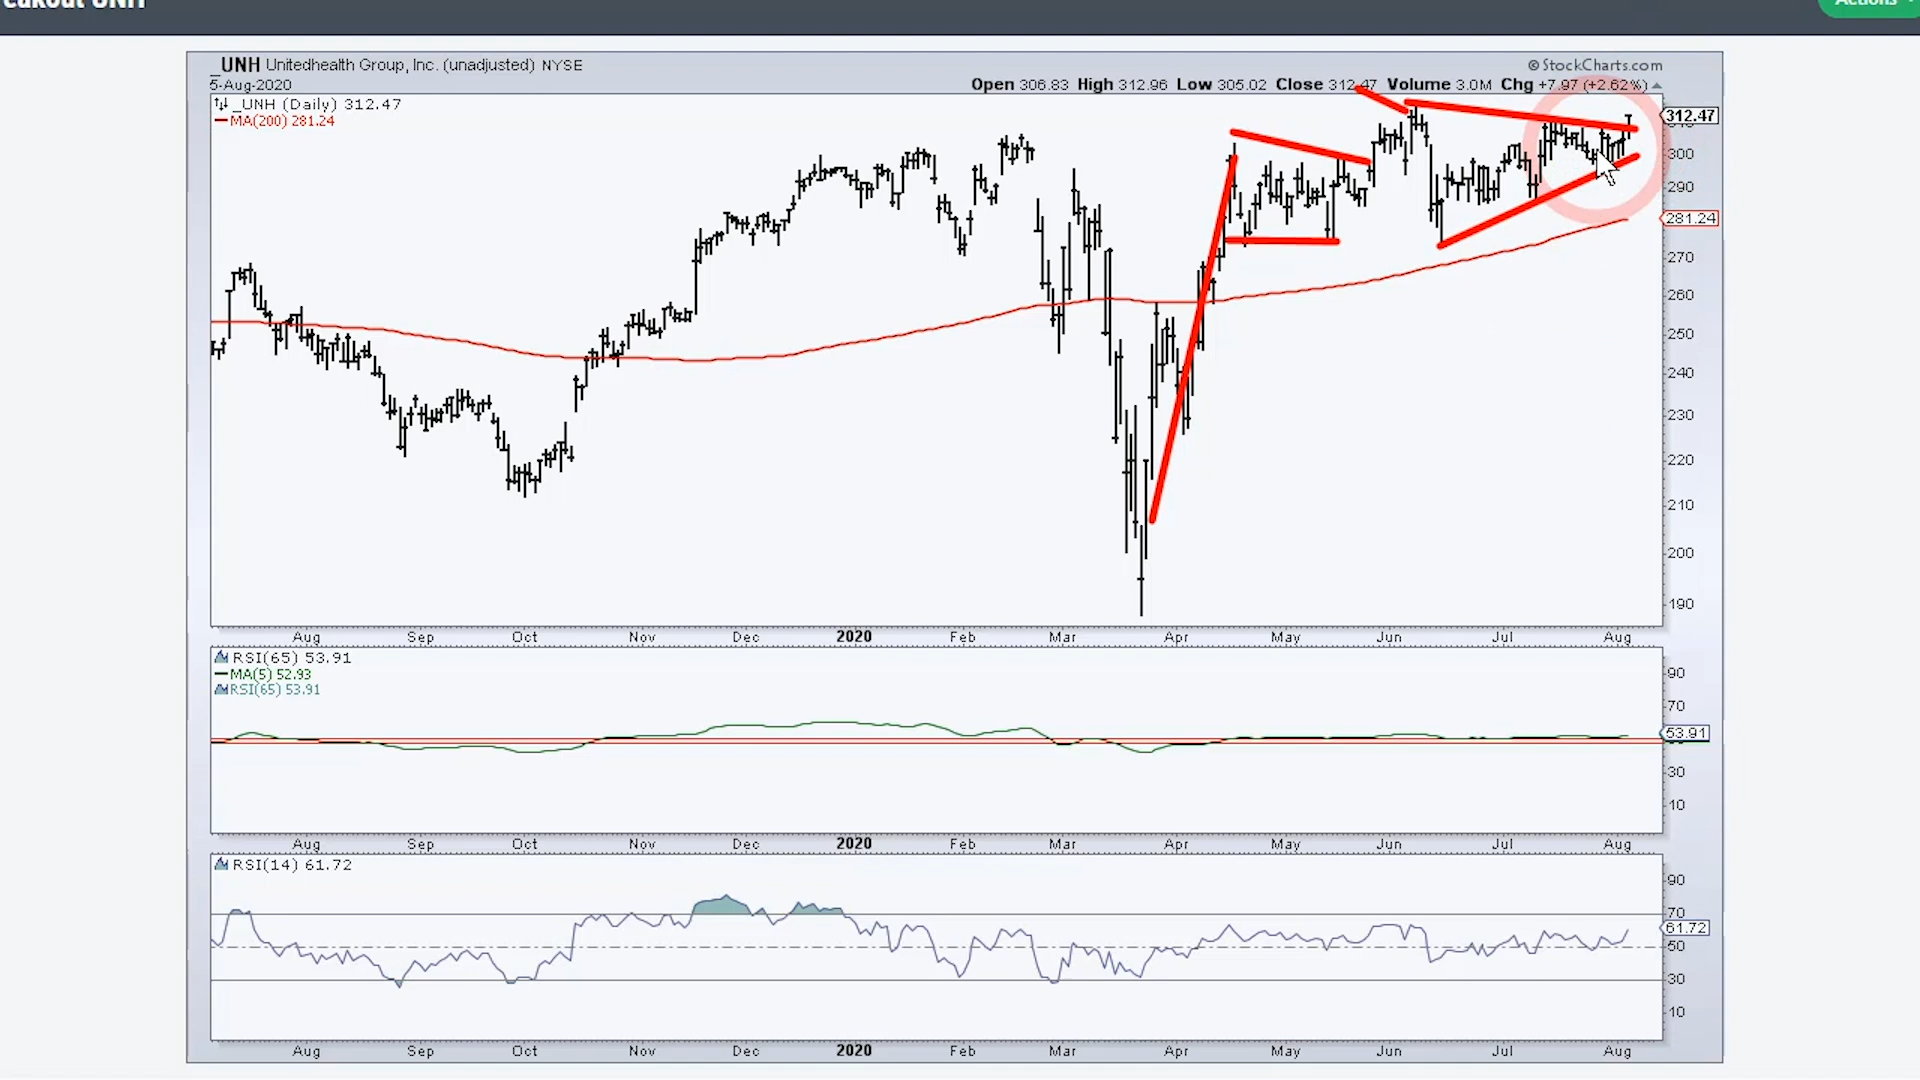 UNH
Actions
_UNH Unitedhealth Group, Inc. (unadjusted) NYSE
© StockCharts.com
5-Aug-2020
Open 306.83 High 312.96 Low 305.02 Close 312.47 Volume 3.0M Chg +7.97 (+2.62%)
_UNH (Daily) 312.47
MA(200) 281.24
312.47
300
290
281.24
270
260
250
240
230
220
210
200
190
Aug Sep Oct Nov Dec 2020 Feb Mar Apr May Jun Jul Aug
RSI(65) 53.91
MA(5) 52.93
RSI(65) 53.91
90
70
53.91
30
10
Aug Sep Oct Nov Dec 2020 Feb Mar Apr May Jun Jul Aug
RSI(14) 61.72
90
70
61.72
50
30
10
Aug Sep Oct Nov Dec 2020 Feb Mar Apr May Jun Jul Aug